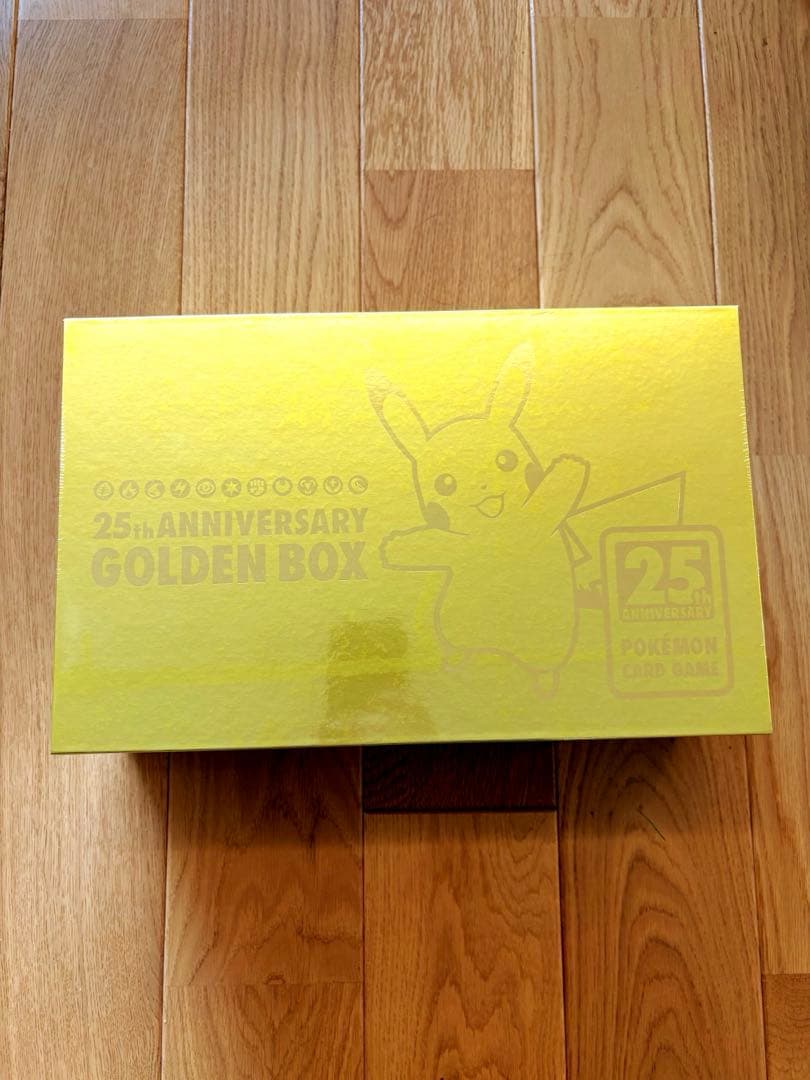 25th ANNIVERSARY
GOLDEN BOX
25th
ANNIVERSARY
POKÉMON
CARD GAME